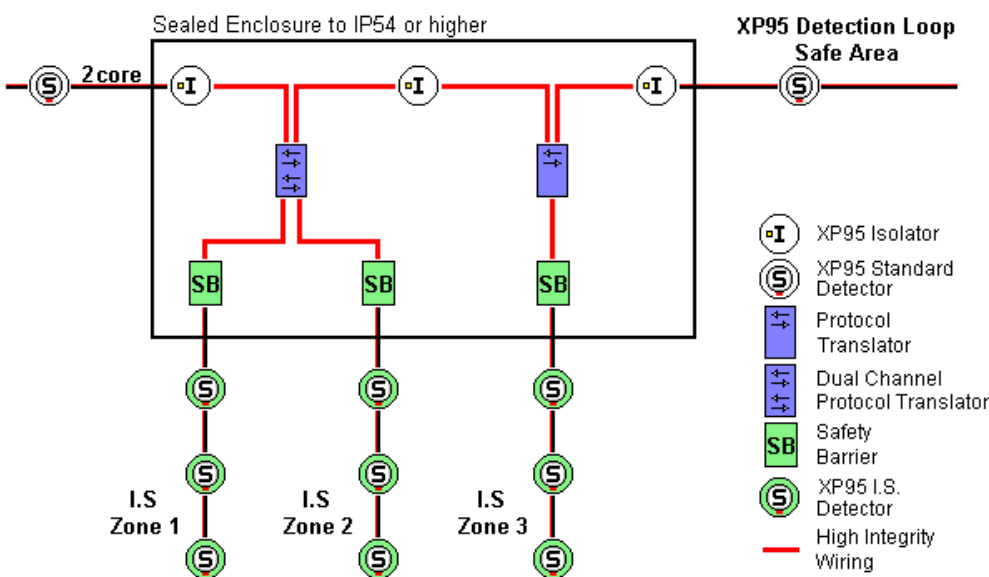 Sealed Enclosure to IP54 or higher
XP95 Detection Loop
Safe Area
2core
S
I
I
I
S
SB
SB
SB
S
S
S
S
S
S
I.S
Zone 1
I.S
Zone 2
I.S
Zone 3
S
S
S
I XP95 Isolator
S XP95 Standard
Detector
Protocol
Translator
Dual Channel
Protocol Translator
SB Safety
Barrier
S XP95 I.S.
Detector
High Integrity
Wiring